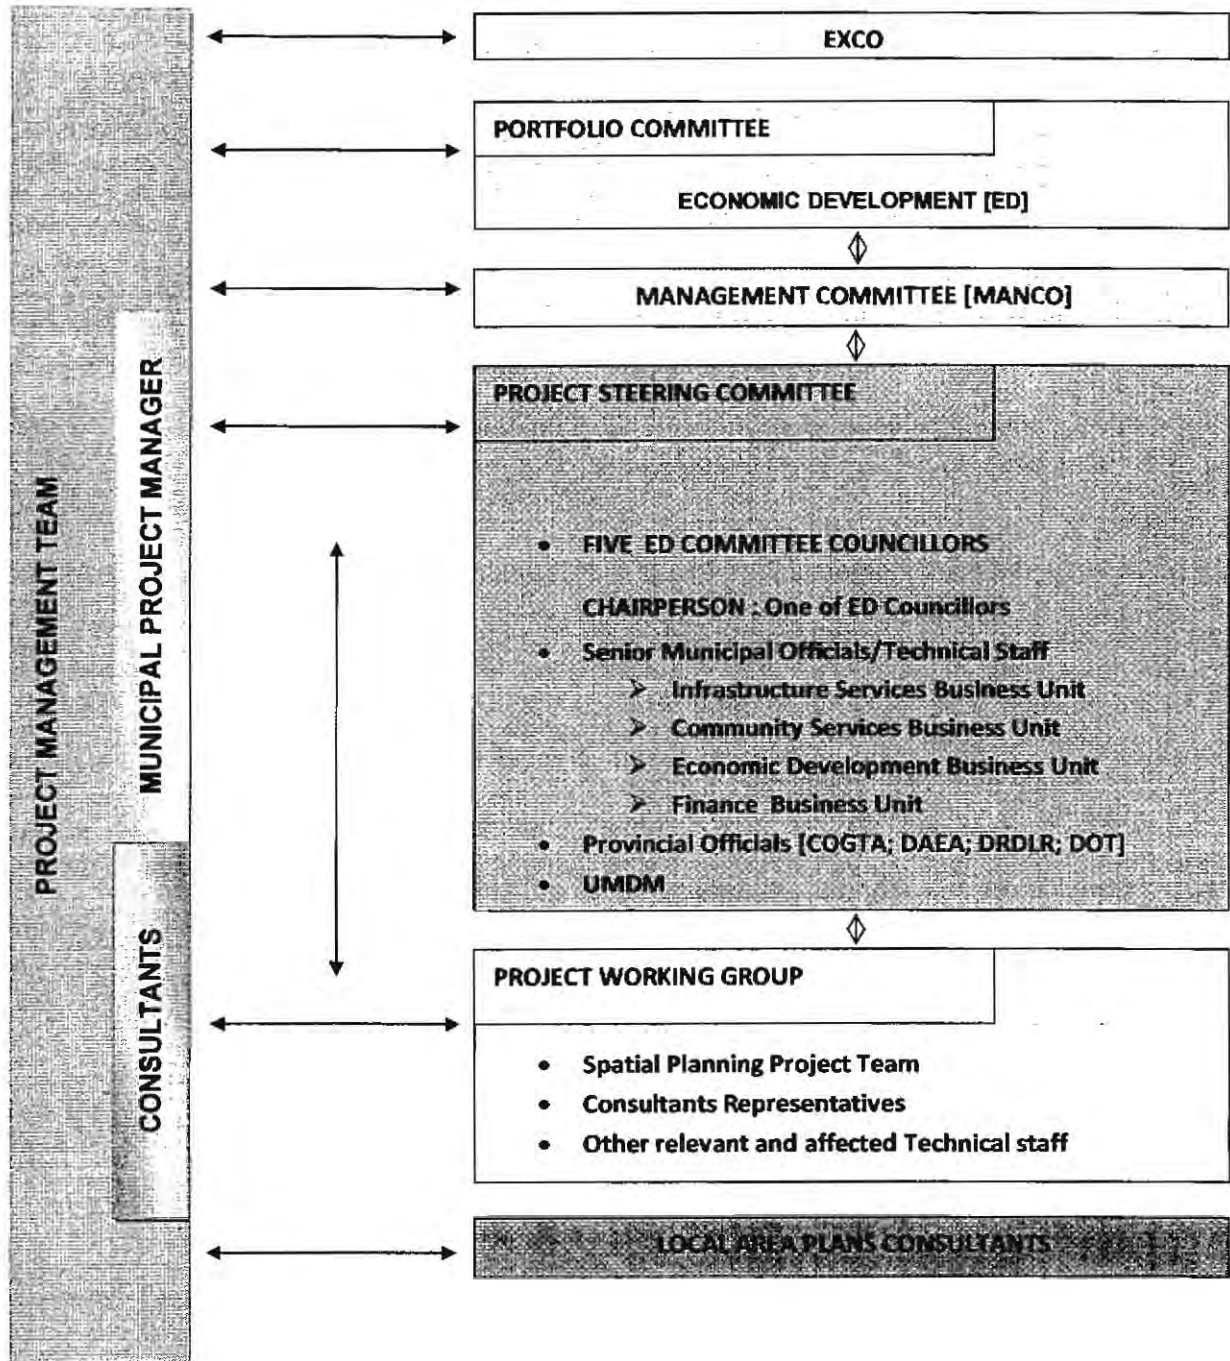 EXCO
PORTFOLIO COMMITTEE
ECONOMIC DEVELOPMENT [ED]
MANAGEMENT COMMITTEE [MANCO]
PROJECT STEERING COMMITTEE
• FIVE ED COMMITTEE COUNCILLORS
CHAIRPERSON : One of ED Councillors
• Senior Municipal Officials/Technical Staff
➢ Infrastructure Services Business Unit
➢ Community Services Business Unit
➢ Economic Development Business Unit
➢ Finance Business Unit
• Provincial Officials [COGTA; DAEA; DRDLR; DOT]
• UMDM
PROJECT WORKING GROUP
• Spatial Planning Project Team
• Consultants Representatives
• Other relevant and affected Technical staff
LOCAL AREA PLANS CONSULTANTS
PROJECT MANAGEMENT TEAM
MUNICIPAL PROJECT MANAGER
CONSULTANTS